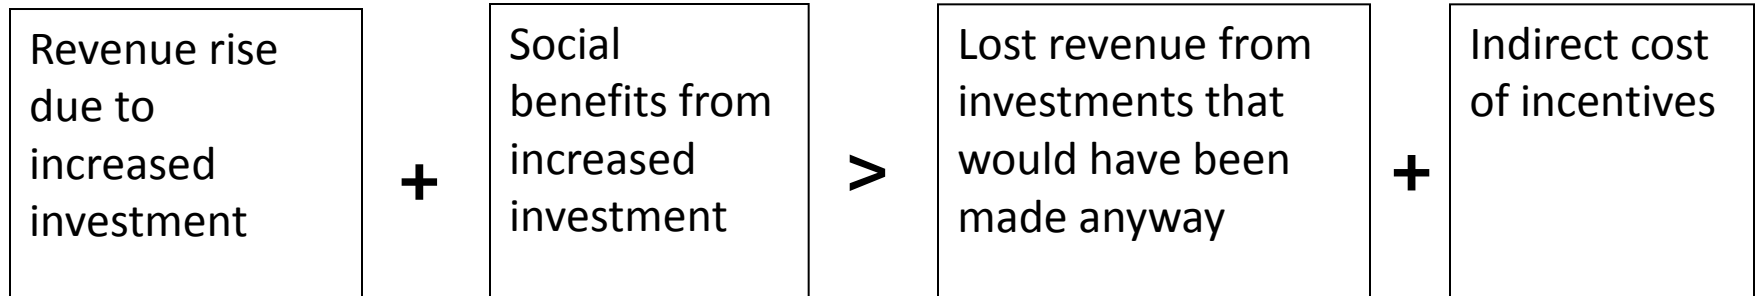 Revenue rise
due to
increased
investment
+
Social
benefits from
increased
investment
>
Lost revenue from
investments that
would have been
made anyway
+
Indirect cost
of incentives